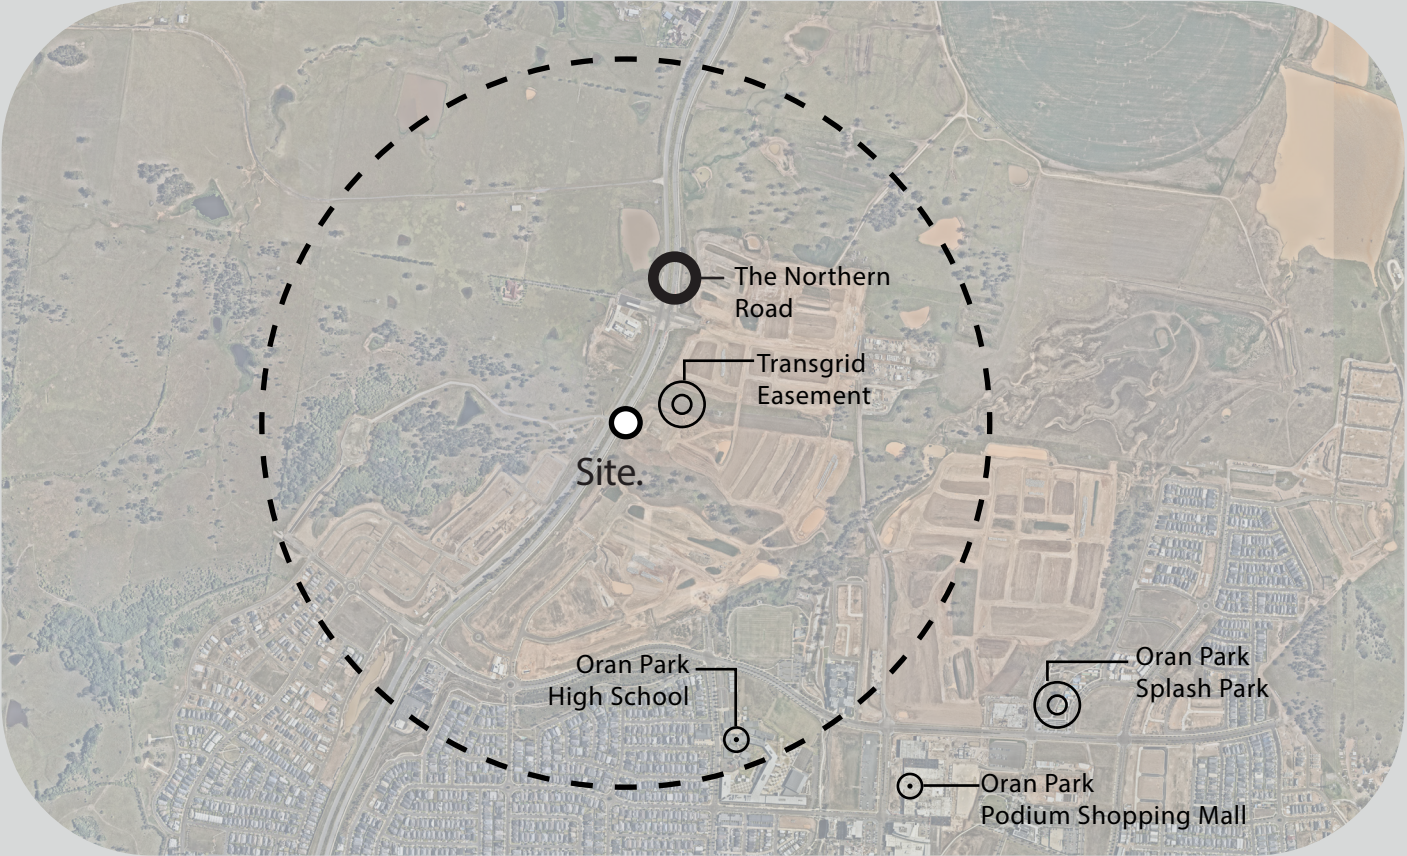 The Northern
Road
Transgrid
Easement
Site.
Oran Park
High School
Oran Park
Splash Park
Oran Park
Podium Shopping Mall